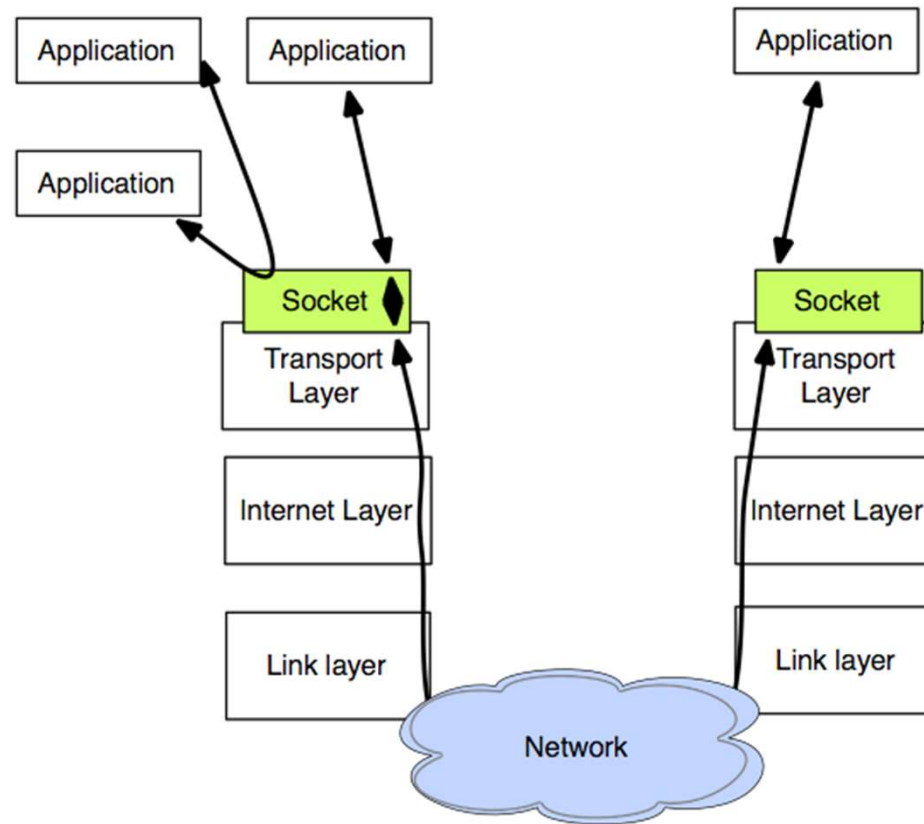 Application
Application
Application
Application
Socket
Socket
Transport
Layer
Transport
Layer
Internet Layer
Internet Layer
Link layer
Link layer
Network